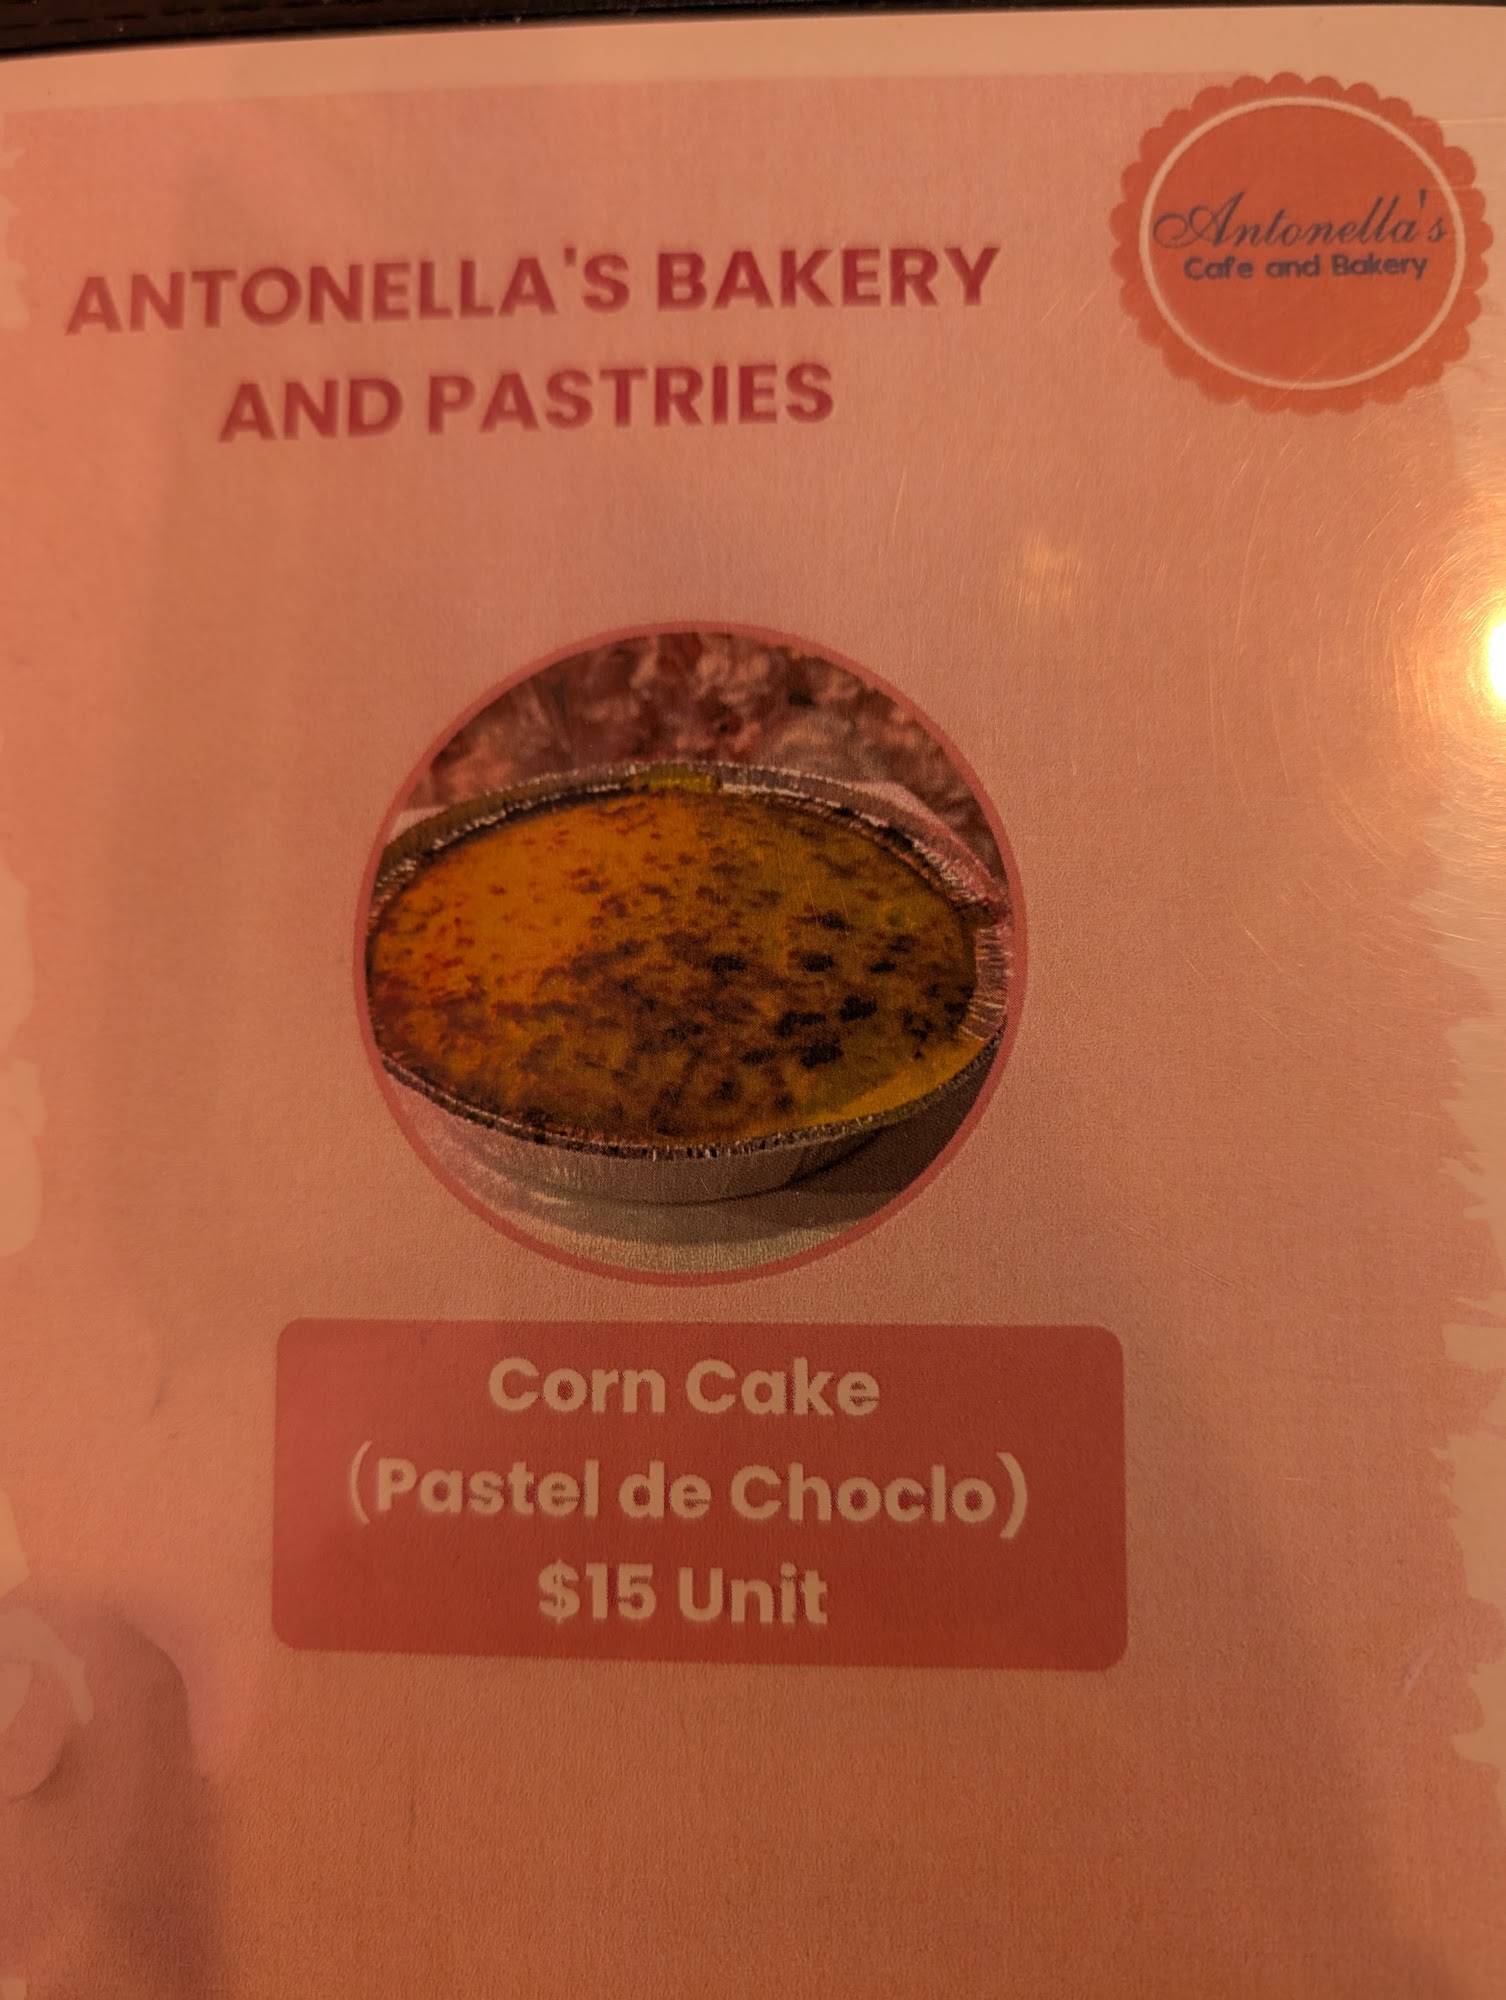 Antonella's
Cafe and Bakery
ANTONELLA'S BAKERY
AND PASTRIES
Corn Cake
(Pastel de Choclo)
$15 Unit